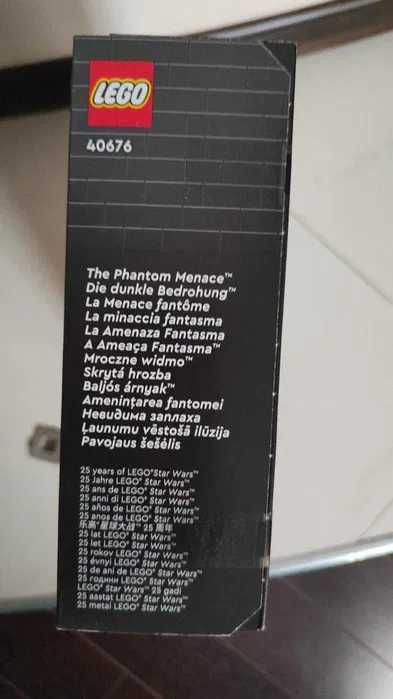 LEGO
40676
The Phantom Menace™
Die dunkle Bedrohung™
La Menace fantôme
La minaccia fantasma
La Amenaza Fantasma
A Ameaça Fantasma™
Mroczne widmo™
Skrytá hrozba
Baljós árnyak™
Amenințarea fantomei
Невидима заплаха
Ļaunumu vēstošā ilūzija
Pavojaus šešėlis
25 years of LEGO® Star Wars™
25 Jahre LEGO® Star Wars™
25 ans de LEGO® Star Wars™
25 anni di LEGO® Star Wars™
25 años de LEGO® Star Wars™
25 anos de LEGO® Star Wars™
乐高®星球大战™ 25 周年
25 lat LEGO® Star Wars™
25 let LEGO® Star Wars™
25 rokov LEGO® Star Wars™
25 évnyi LEGO® Star Wars™
25 de ani de LEGO® Star Wars™
25 години LEGO® Star Wars™
LEGO® Star Wars™ 25 gadi
25 aastat LEGO® Star Wars™
25 metai LEGO® Star Wars™